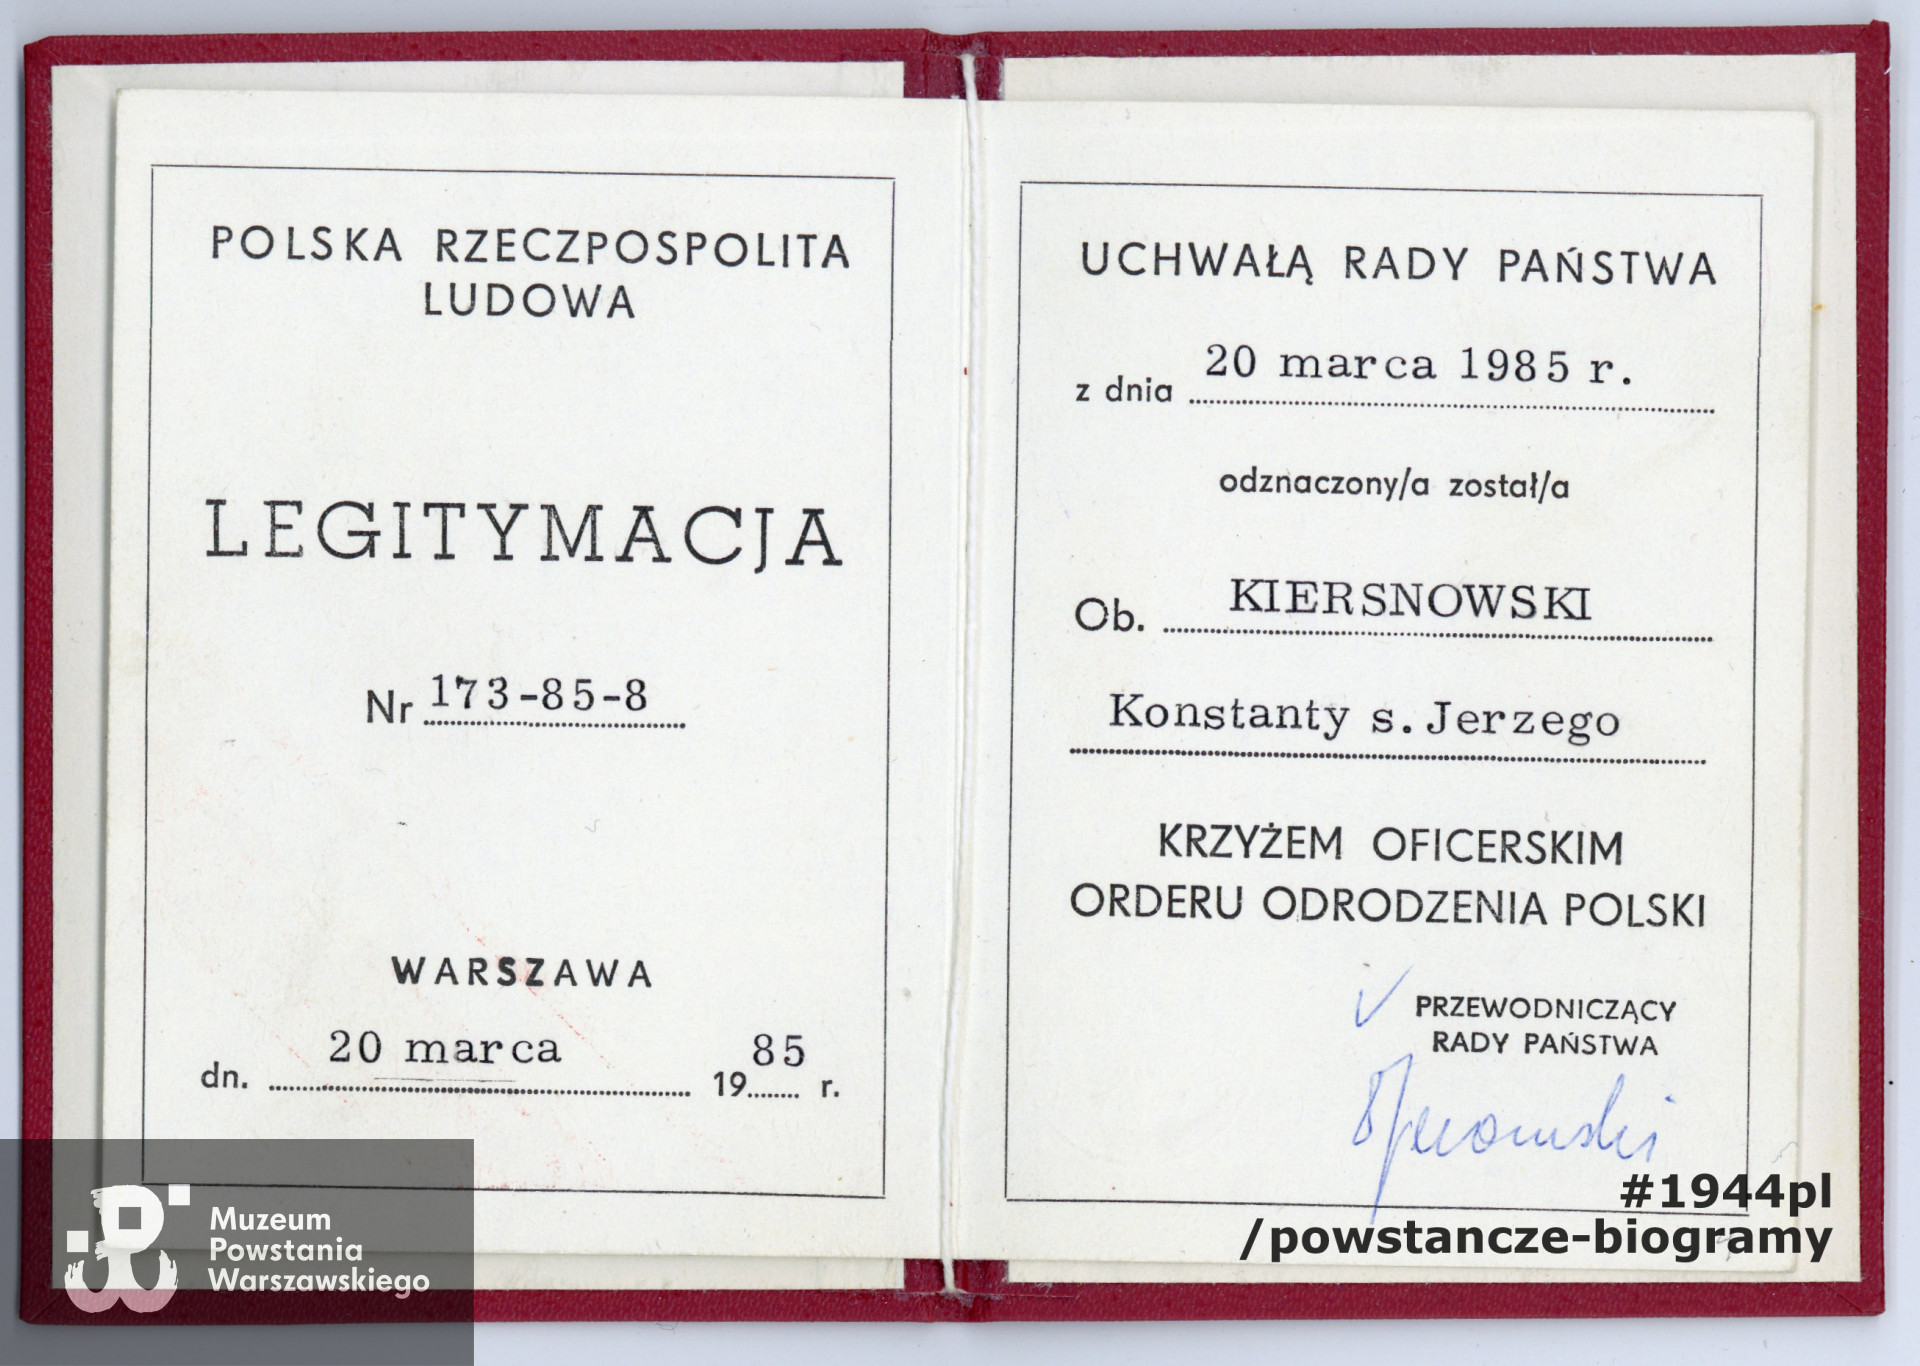 POLSKA RZECZPOSPOLITA
LUDOWA
LEGITYMACJA
Nr 173-85-8
WARSZAWA
dn. 20 marca 1985 r.
UCHWAŁĄ RADY PAŃSTWA
z dnia 20 marca 1985 r.
odznaczony/a został/a
Ob. KIERSNOWSKI
Konstanty s. Jerzego
KRZYŻEM OFICERSKIM
ORDERU ODRODZENIA POLSKI
PRZEWODNICZĄCY
RADY PAŃSTWA
#1944pl
/powstancze-biogramy
Muzeum
Powstania
Warszawskiego